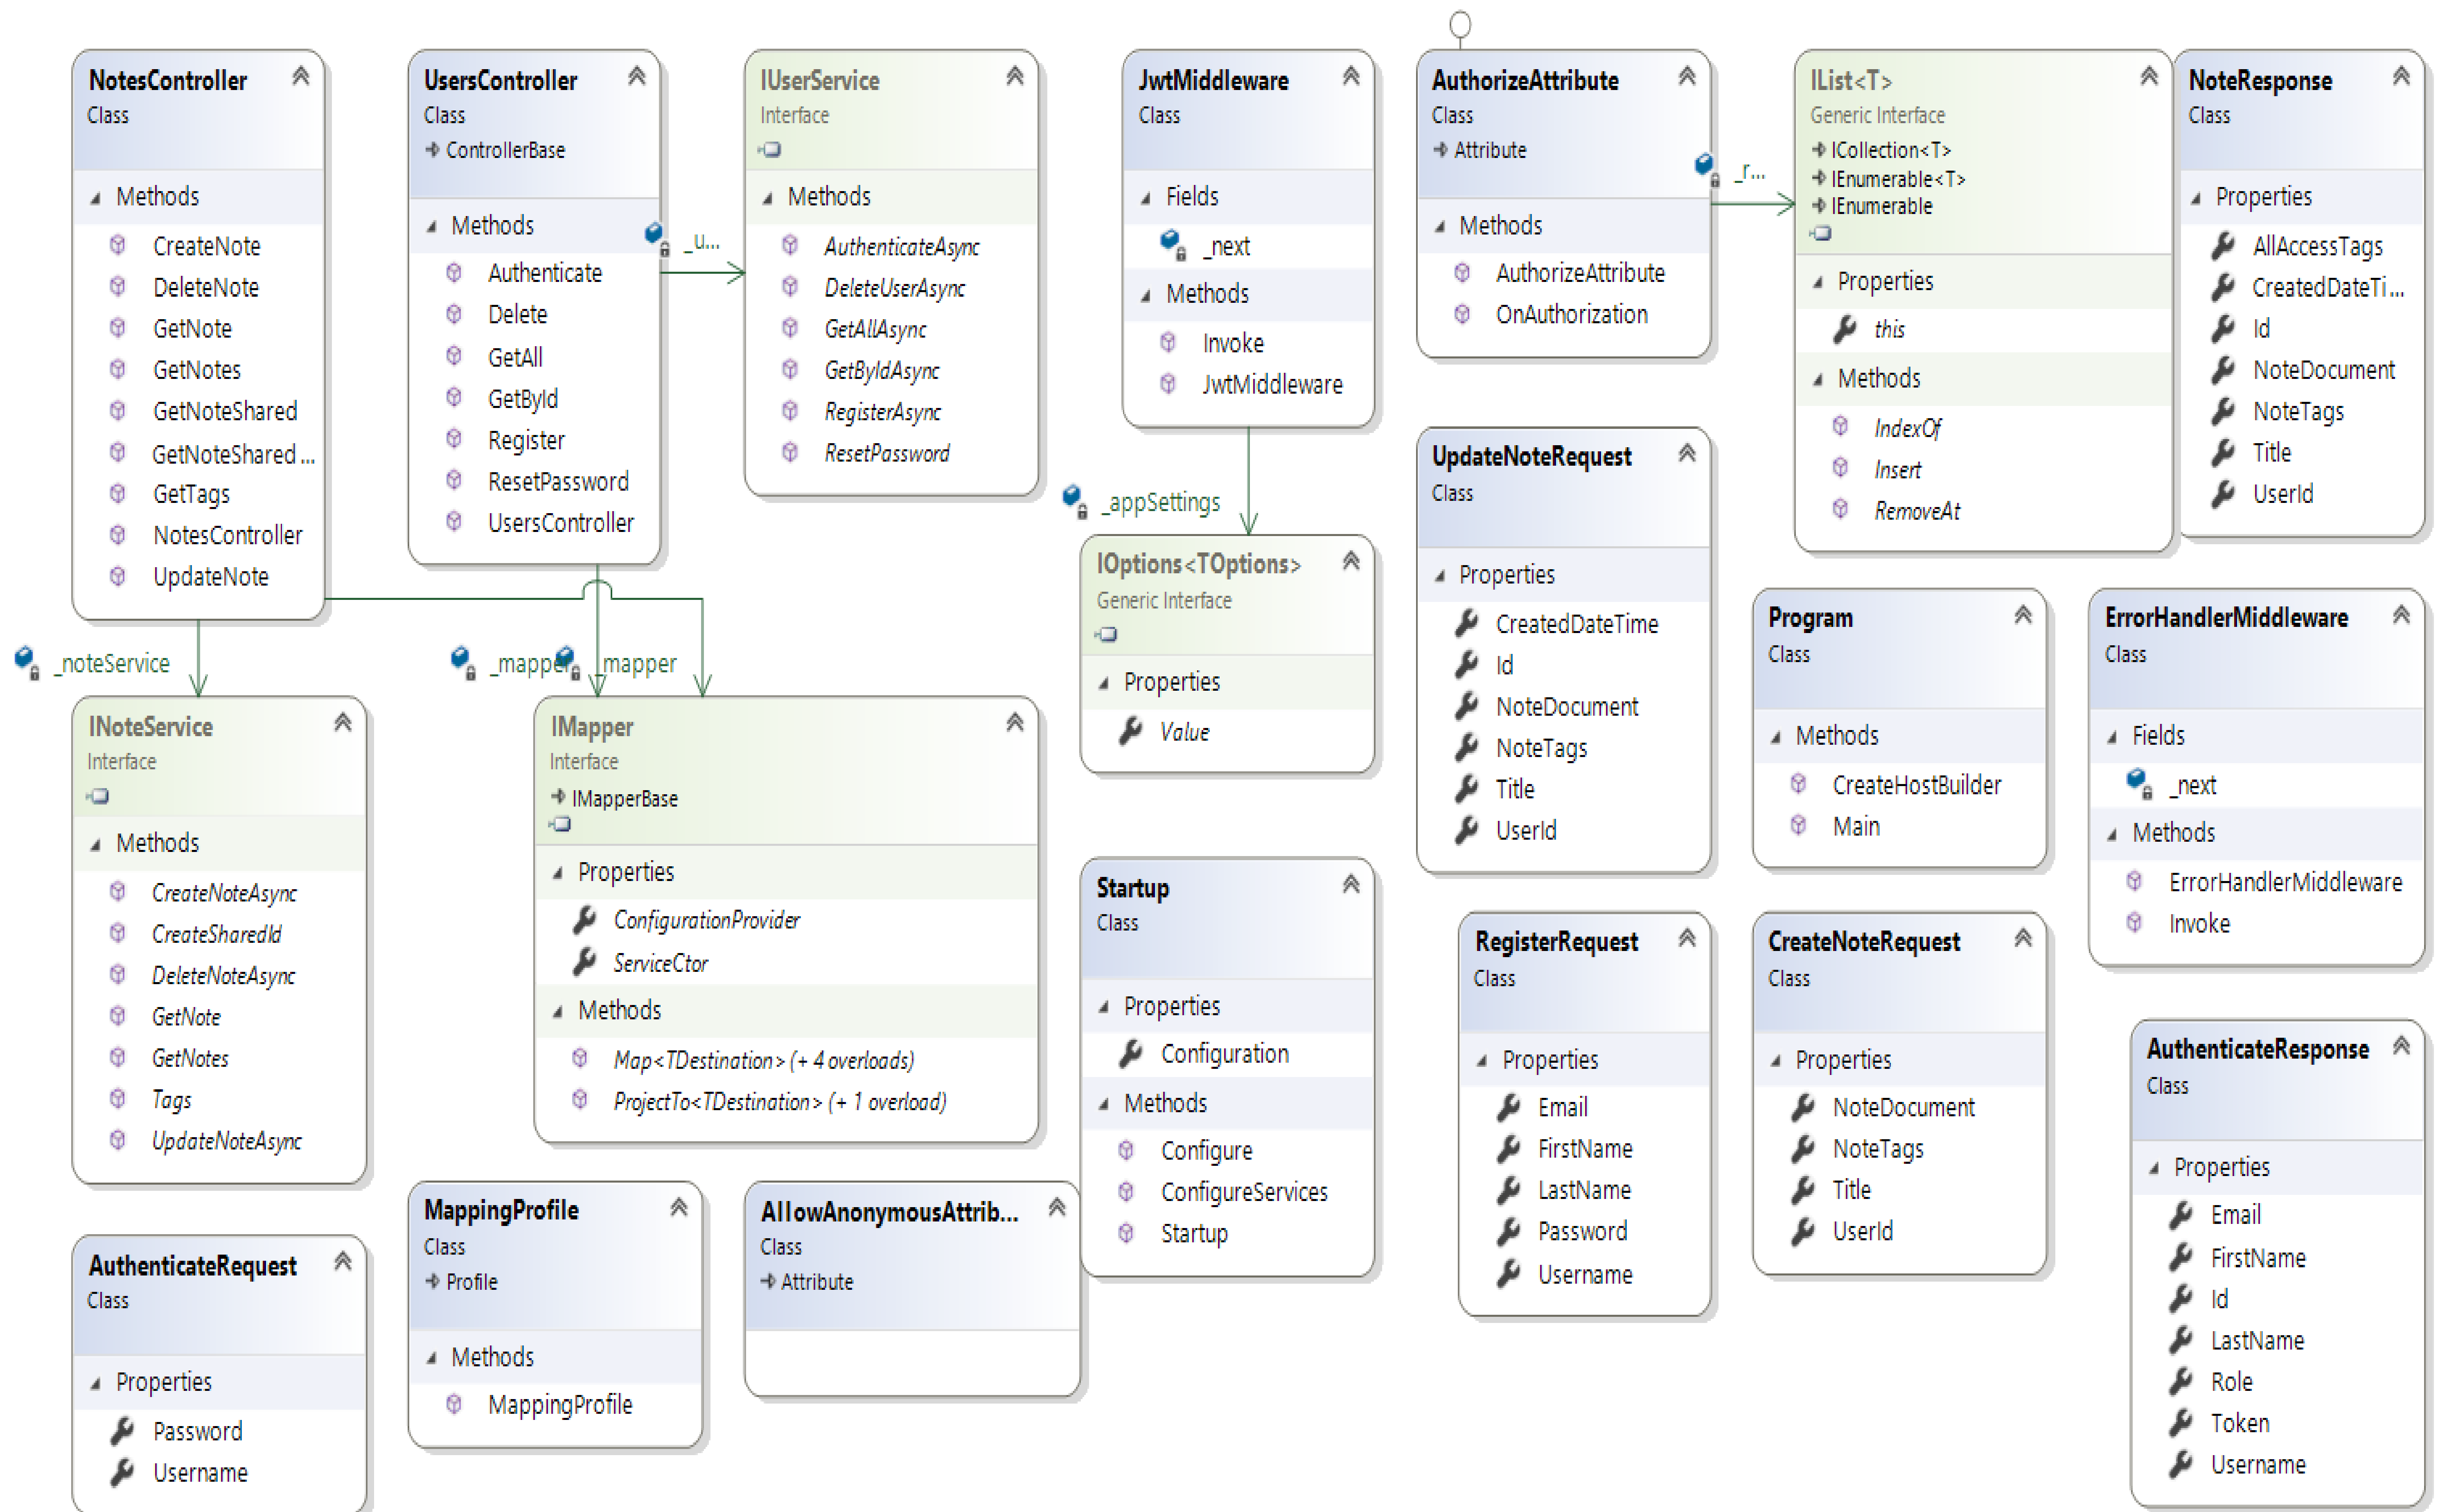 NotesController
Class
Methods
CreateNote
DeleteNote
GetNote
GetNotes
GetNoteShared
GetNoteShared...
GetTags
NotesController
UpdateNote
UsersController
Class
ControllerBase
Methods
Authenticate
Delete
GetAll
GetById
Register
ResetPassword
UsersController
_u...
IUserService
Interface
Methods
AuthenticateAsync
DeleteUserAsync
GetAllAsync
GetByIdAsync
RegisterAsync
ResetPassword
JwtMiddleware
Class
Fields
_next
Methods
Invoke
JwtMiddleware
_appSettings
AuthorizeAttribute
Class
Attribute
Methods
AuthorizeAttribute
OnAuthorization
_r...
IList<T>
Generic Interface
ICollection<T>
IEnumerable<T>
IEnumerable
Properties
this
Methods
IndexOf
Insert
RemoveAt
NoteResponse
Class
Properties
AllAccessTags
CreatedDateTi...
Id
NoteDocument
NoteTags
Title
UserId
_noteService
_mapper
_mapper
INoteService
Interface
Methods
CreateNoteAsync
CreateSharedId
DeleteNoteAsync
GetNote
GetNotes
Tags
UpdateNoteAsync
IMapper
Interface
IMapperBase
Properties
ConfigurationProvider
ServiceCtor
Methods
Map<TDestination> (+ 4 overloads)
ProjectTo<TDestination> (+ 1 overload)
IOptions<TOptions>
Generic Interface
Properties
Value
UpdateNoteRequest
Class
Properties
CreatedDateTime
Id
NoteDocument
NoteTags
Title
UserId
Program
Class
Methods
CreateHostBuilder
Main
ErrorHandlerMiddleware
Class
Fields
_next
Methods
ErrorHandlerMiddleware
Invoke
Startup
Class
Properties
Configuration
Methods
Configure
ConfigureServices
Startup
RegisterRequest
Class
Properties
Email
FirstName
LastName
Password
Username
CreateNoteRequest
Class
Properties
NoteDocument
NoteTags
Title
UserId
AuthenticateResponse
Class
Properties
Email
FirstName
Id
LastName
Role
Token
Username
AuthenticateRequest
Class
Properties
Password
Username
MappingProfile
Class
Profile
Methods
MappingProfile
AllowAnonymousAttrib...
Class
Attribute